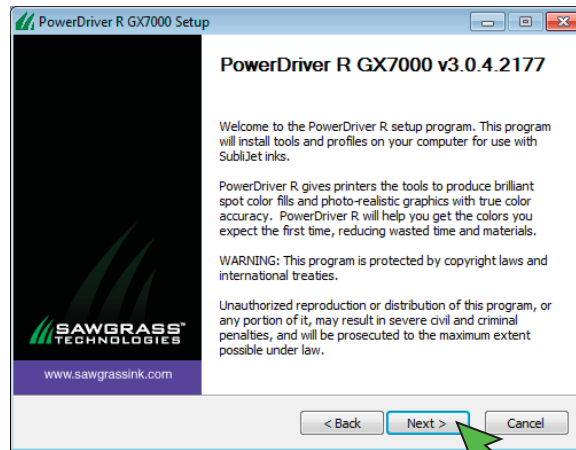 PowerDriver R GX7000 Setup
PowerDriver R GX7000 v3.0.4.2177
Welcome to the PowerDriver R setup program. This program
will install tools and profiles on your computer for use with
SubliJet inks.
PowerDriver R gives printers the tools to produce brilliant
spot color fills and photo-realistic graphics with true color
accuracy. PowerDriver R will help you get the colors you
expect the first time, reducing wasted time and materials.
WARNING: This program is protected by copyright laws and
international treaties.
Unauthorized reproduction or distribution of this program, or
any portion of it, may result in severe civil and criminal
penalties, and will be prosecuted to the maximum extent
possible under law.
SAWGRASS™
TECHNOLOGIES
www.sawgrassink.com
< Back
Next >
Cancel